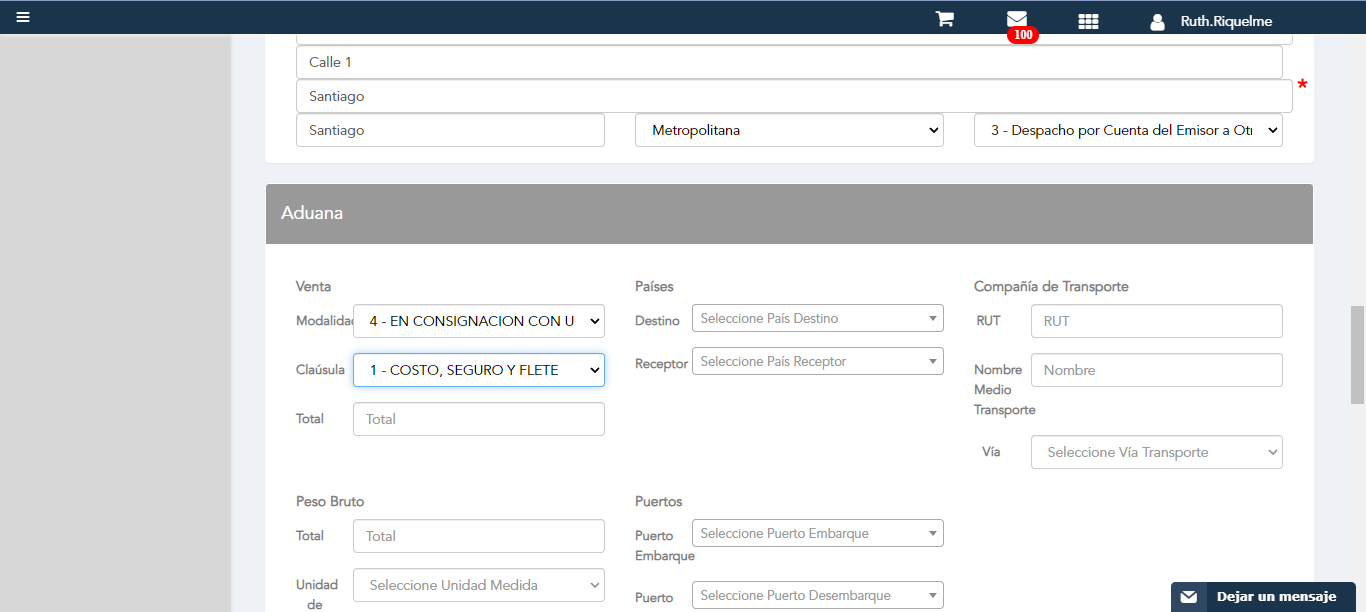 100
Ruth.Riquelme
Calle 1
Santiago
*
Santiago
Metropolitana
3 - Despacho por Cuenta del Emisor a Otr
Aduana
Venta
Modalidad
4 - EN CONSIGNACION CON U
Claúsula
1 - COSTO, SEGURO Y FLETE
Total
Total
Países
Destino
Seleccione País Destino
Receptor
Seleccione País Receptor
Compañía de Transporte
RUT
RUT
Nombre
Medio
Transporte
Nombre
Vía
Seleccione Vía Transporte
Peso Bruto
Total
Total
Unidad
de
Seleccione Unidad Medida
Puertos
Puerto
Embarque
Seleccione Puerto Embarque
Puerto
Seleccione Puerto Desembarque
Dejar un mensaje